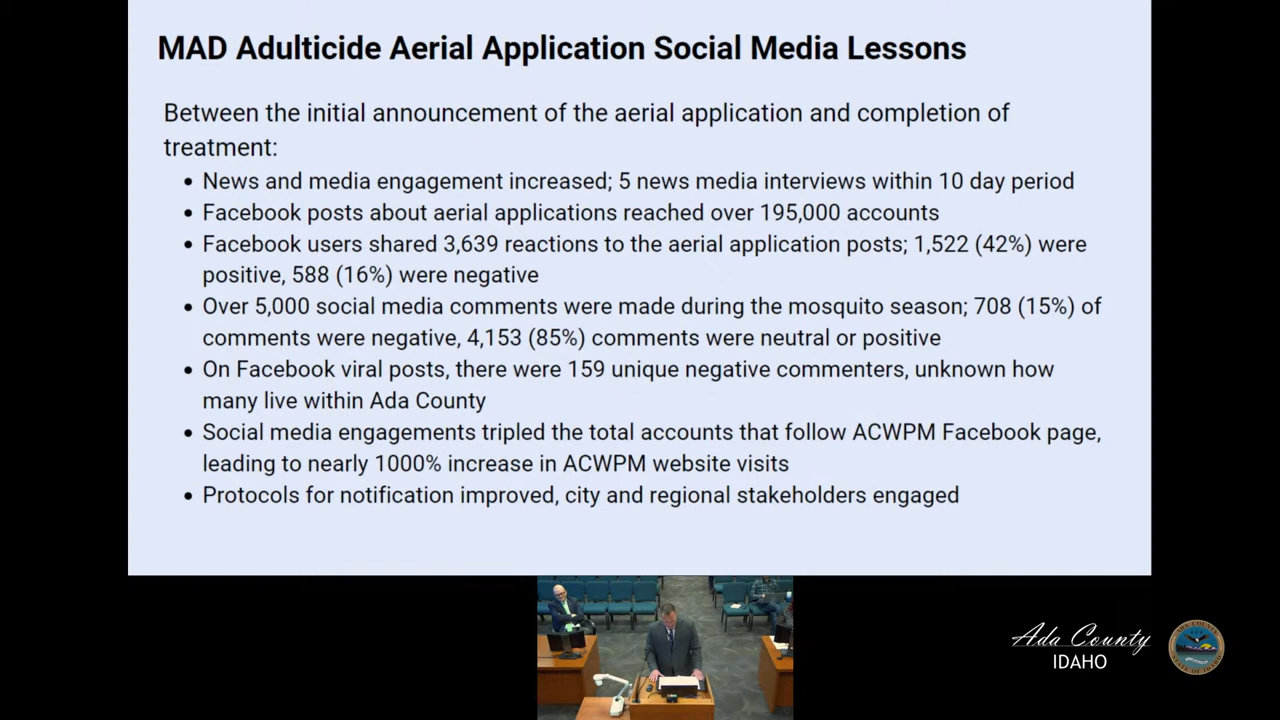 MAD Adulticide Aerial Application Social Media Lessons
Between the initial announcement of the aerial application and completion of
treatment:
• News and media engagement increased; 5 news media interviews within 10 day period
• Facebook posts about aerial applications reached over 195,000 accounts
• Facebook users shared 3,639 reactions to the aerial application posts; 1,522 (42%) were
positive, 588 (16%) were negative
• Over 5,000 social media comments were made during the mosquito season; 708 (15%) of
comments were negative, 4,153 (85%) comments were neutral or positive
• On Facebook viral posts, there were 159 unique negative commenters, unknown how
many live within Ada County
• Social media engagements tripled the total accounts that follow ACWPM Facebook page,
leading to nearly 1000% increase in ACWPM website visits
• Protocols for notification improved, city and regional stakeholders engaged
Ada County
IDAHO